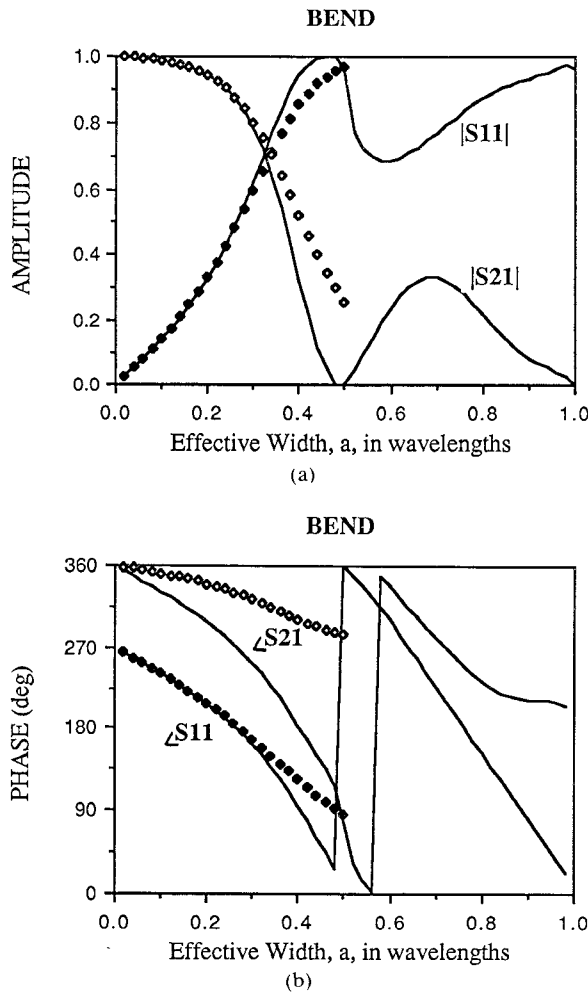 BEND
AMPLITUDE
1.0
0.8
0.6
0.4
0.2
0.0
|S11|
|S21|
0.0 0.2 0.4 0.6 0.8 1.0
Effective Width, a, in wavelengths
(a)
BEND
PHASE (deg)
360
270
180
90
0
∠S21
∠S11
0.0 0.2 0.4 0.6 0.8 1.0
Effective Width, a, in wavelengths
(b)